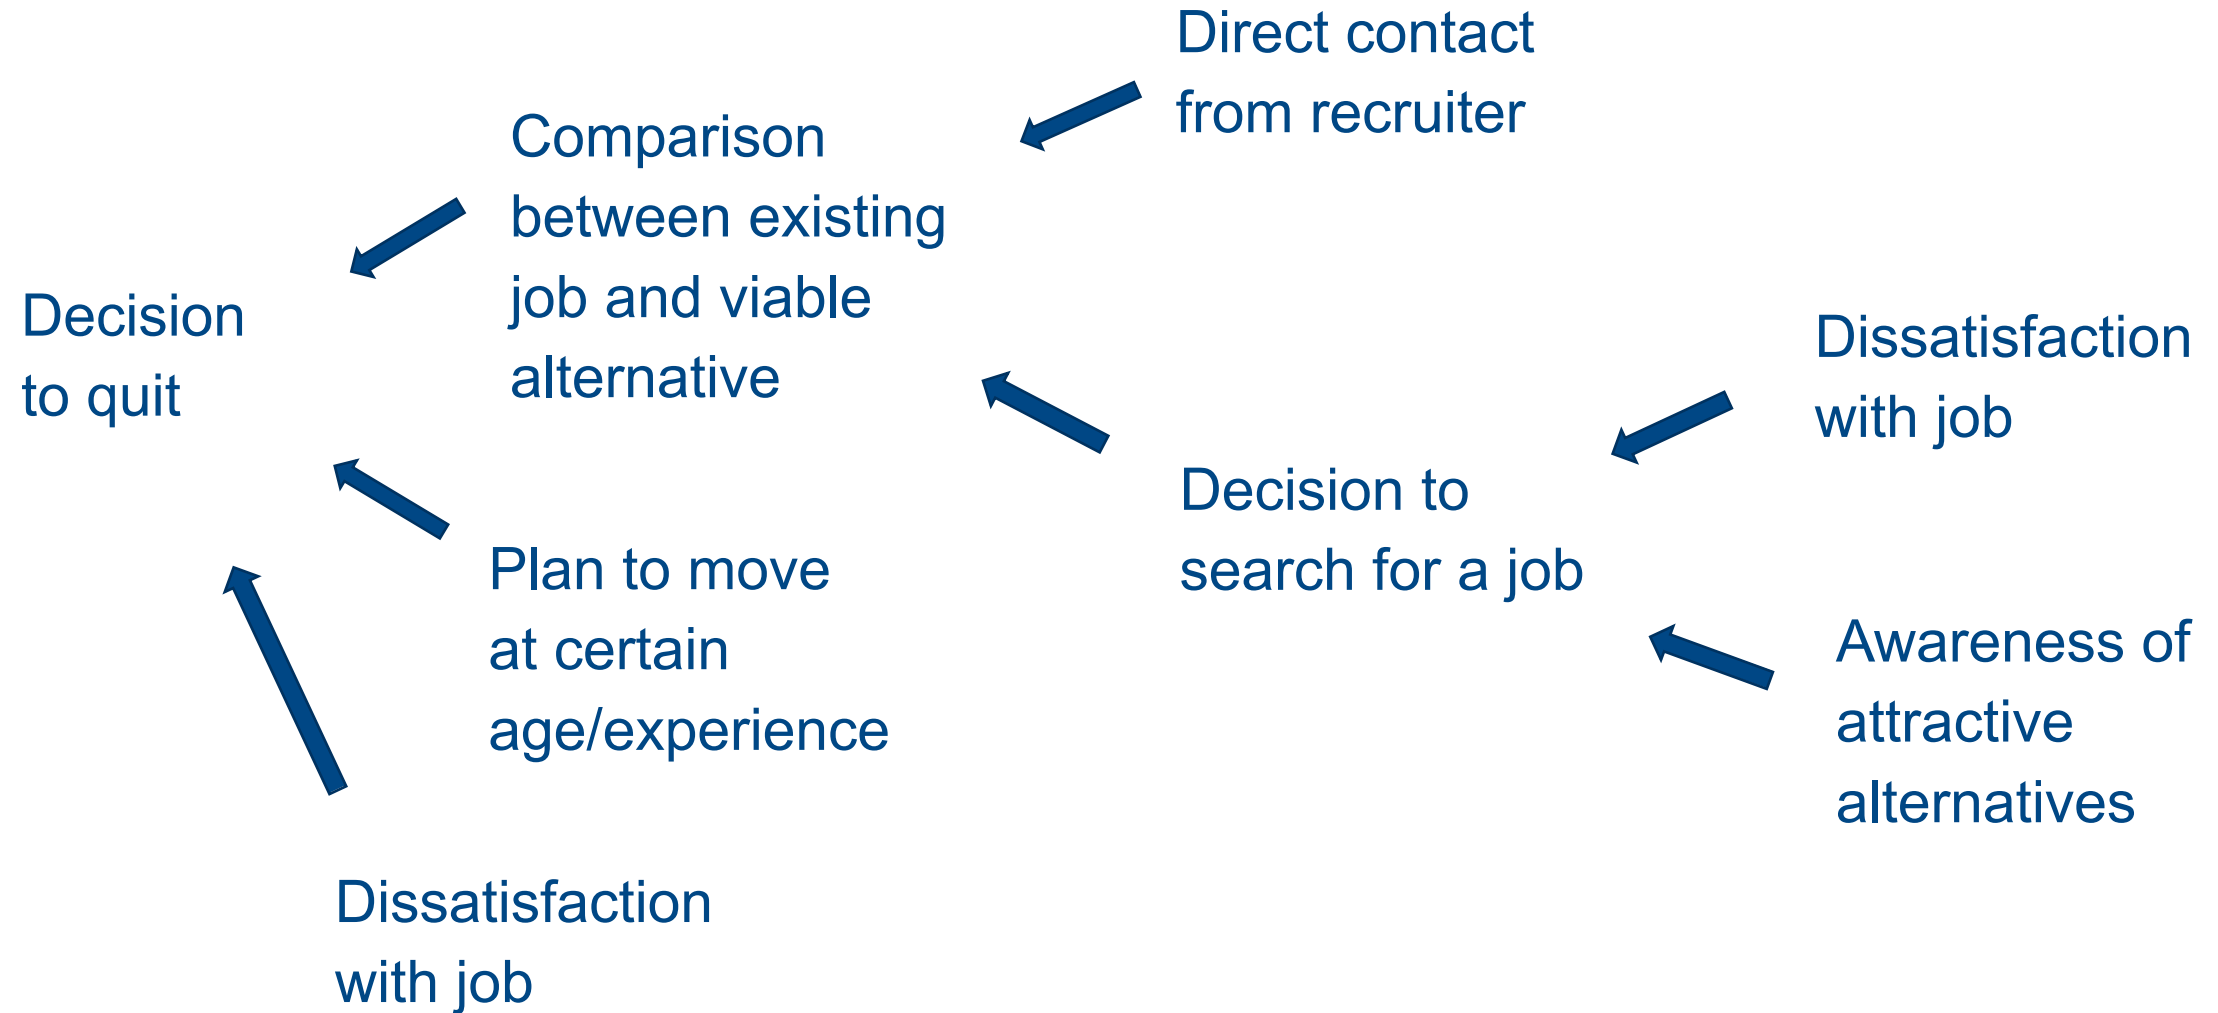 Direct contact
from recruiter
Comparison
between existing
job and viable
alternative
Decision
to quit
Dissatisfaction
with job
Decision to
search for a job
Plan to move
at certain
age/experience
Awareness of
attractive
alternatives
Dissatisfaction
with job